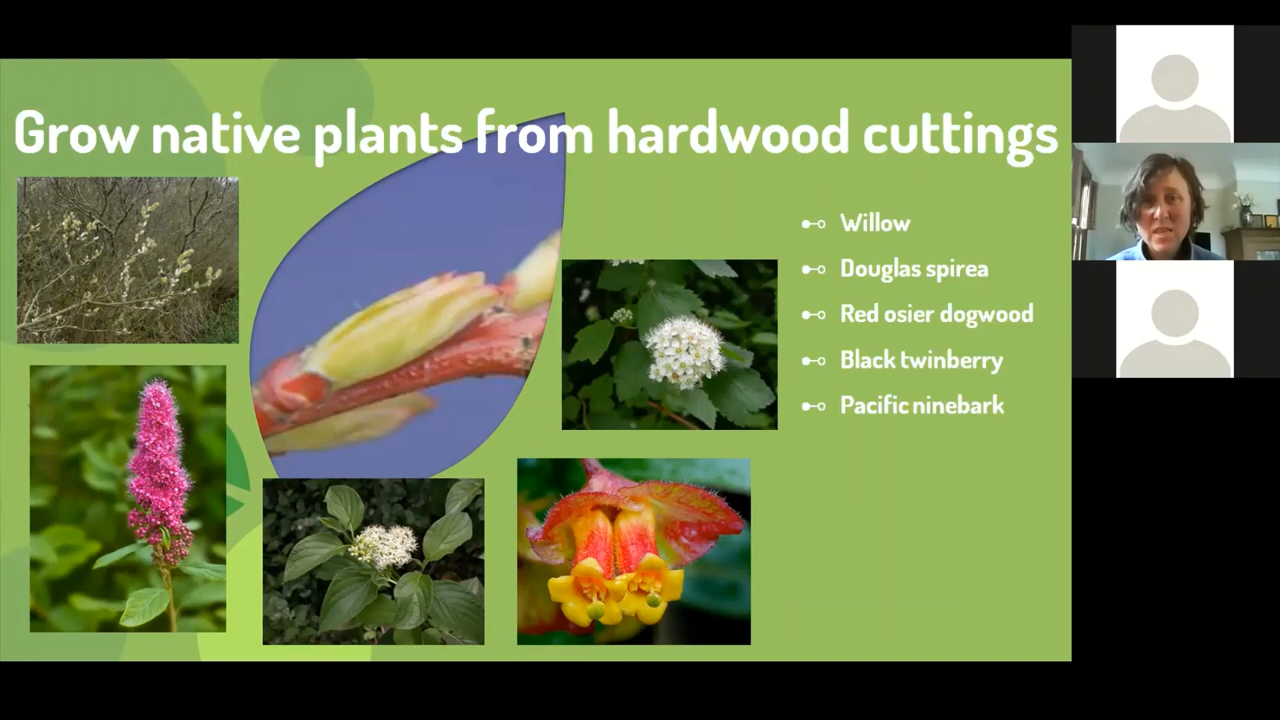 Grow native plants from hardwood cuttings
Willow
Douglas spirea
Red osier dogwood
Black twinberry
Pacific ninebark